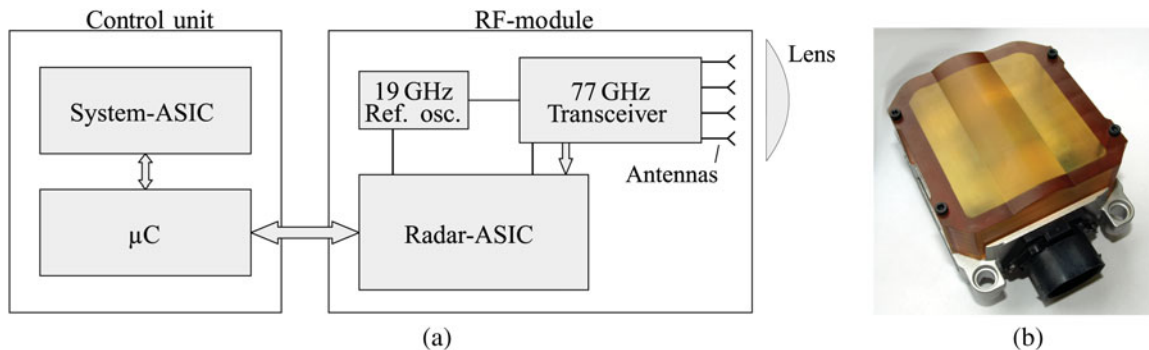 Control unit
RF-module
System-ASIC
µC
19 GHz
Ref. osc.
77 GHz
Transceiver
Radar-ASIC
Antennas
Lens
(a)
(b)